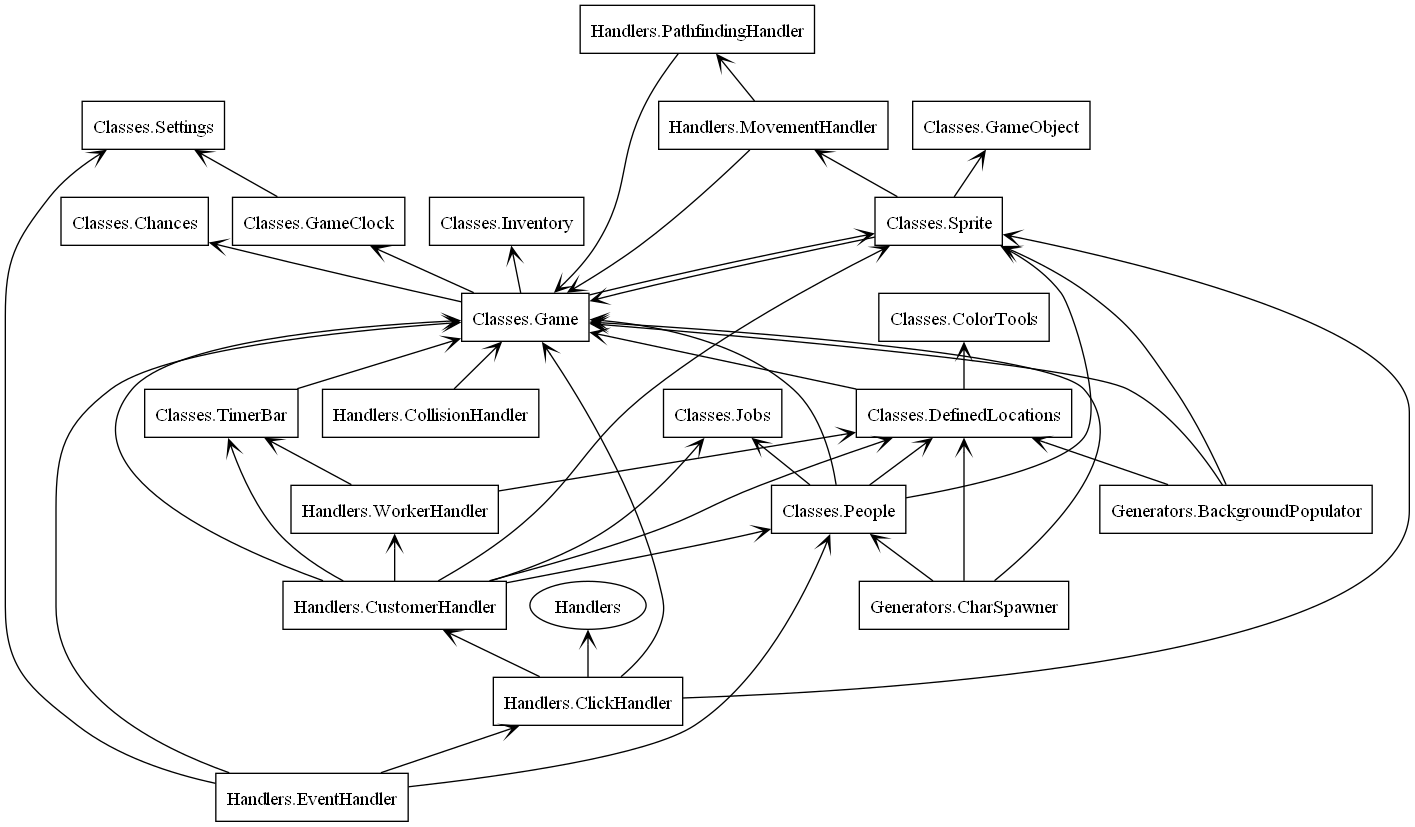 Handlers.PathfindingHandler
Classes.Settings
Handlers.MovementHandler
Classes.GameObject
Classes.Chances
Classes.GameClock
Classes.Inventory
Classes.Sprite
Classes.Game
Classes.ColorTools
Classes.TimerBar
Handlers.CollisionHandler
Classes.Jobs
Classes.DefinedLocations
Handlers.WorkerHandler
Classes.People
Generators.BackgroundPopulator
Handlers.CustomerHandler
Handlers
Generators.CharSpawner
Handlers.ClickHandler
Handlers.EventHandler